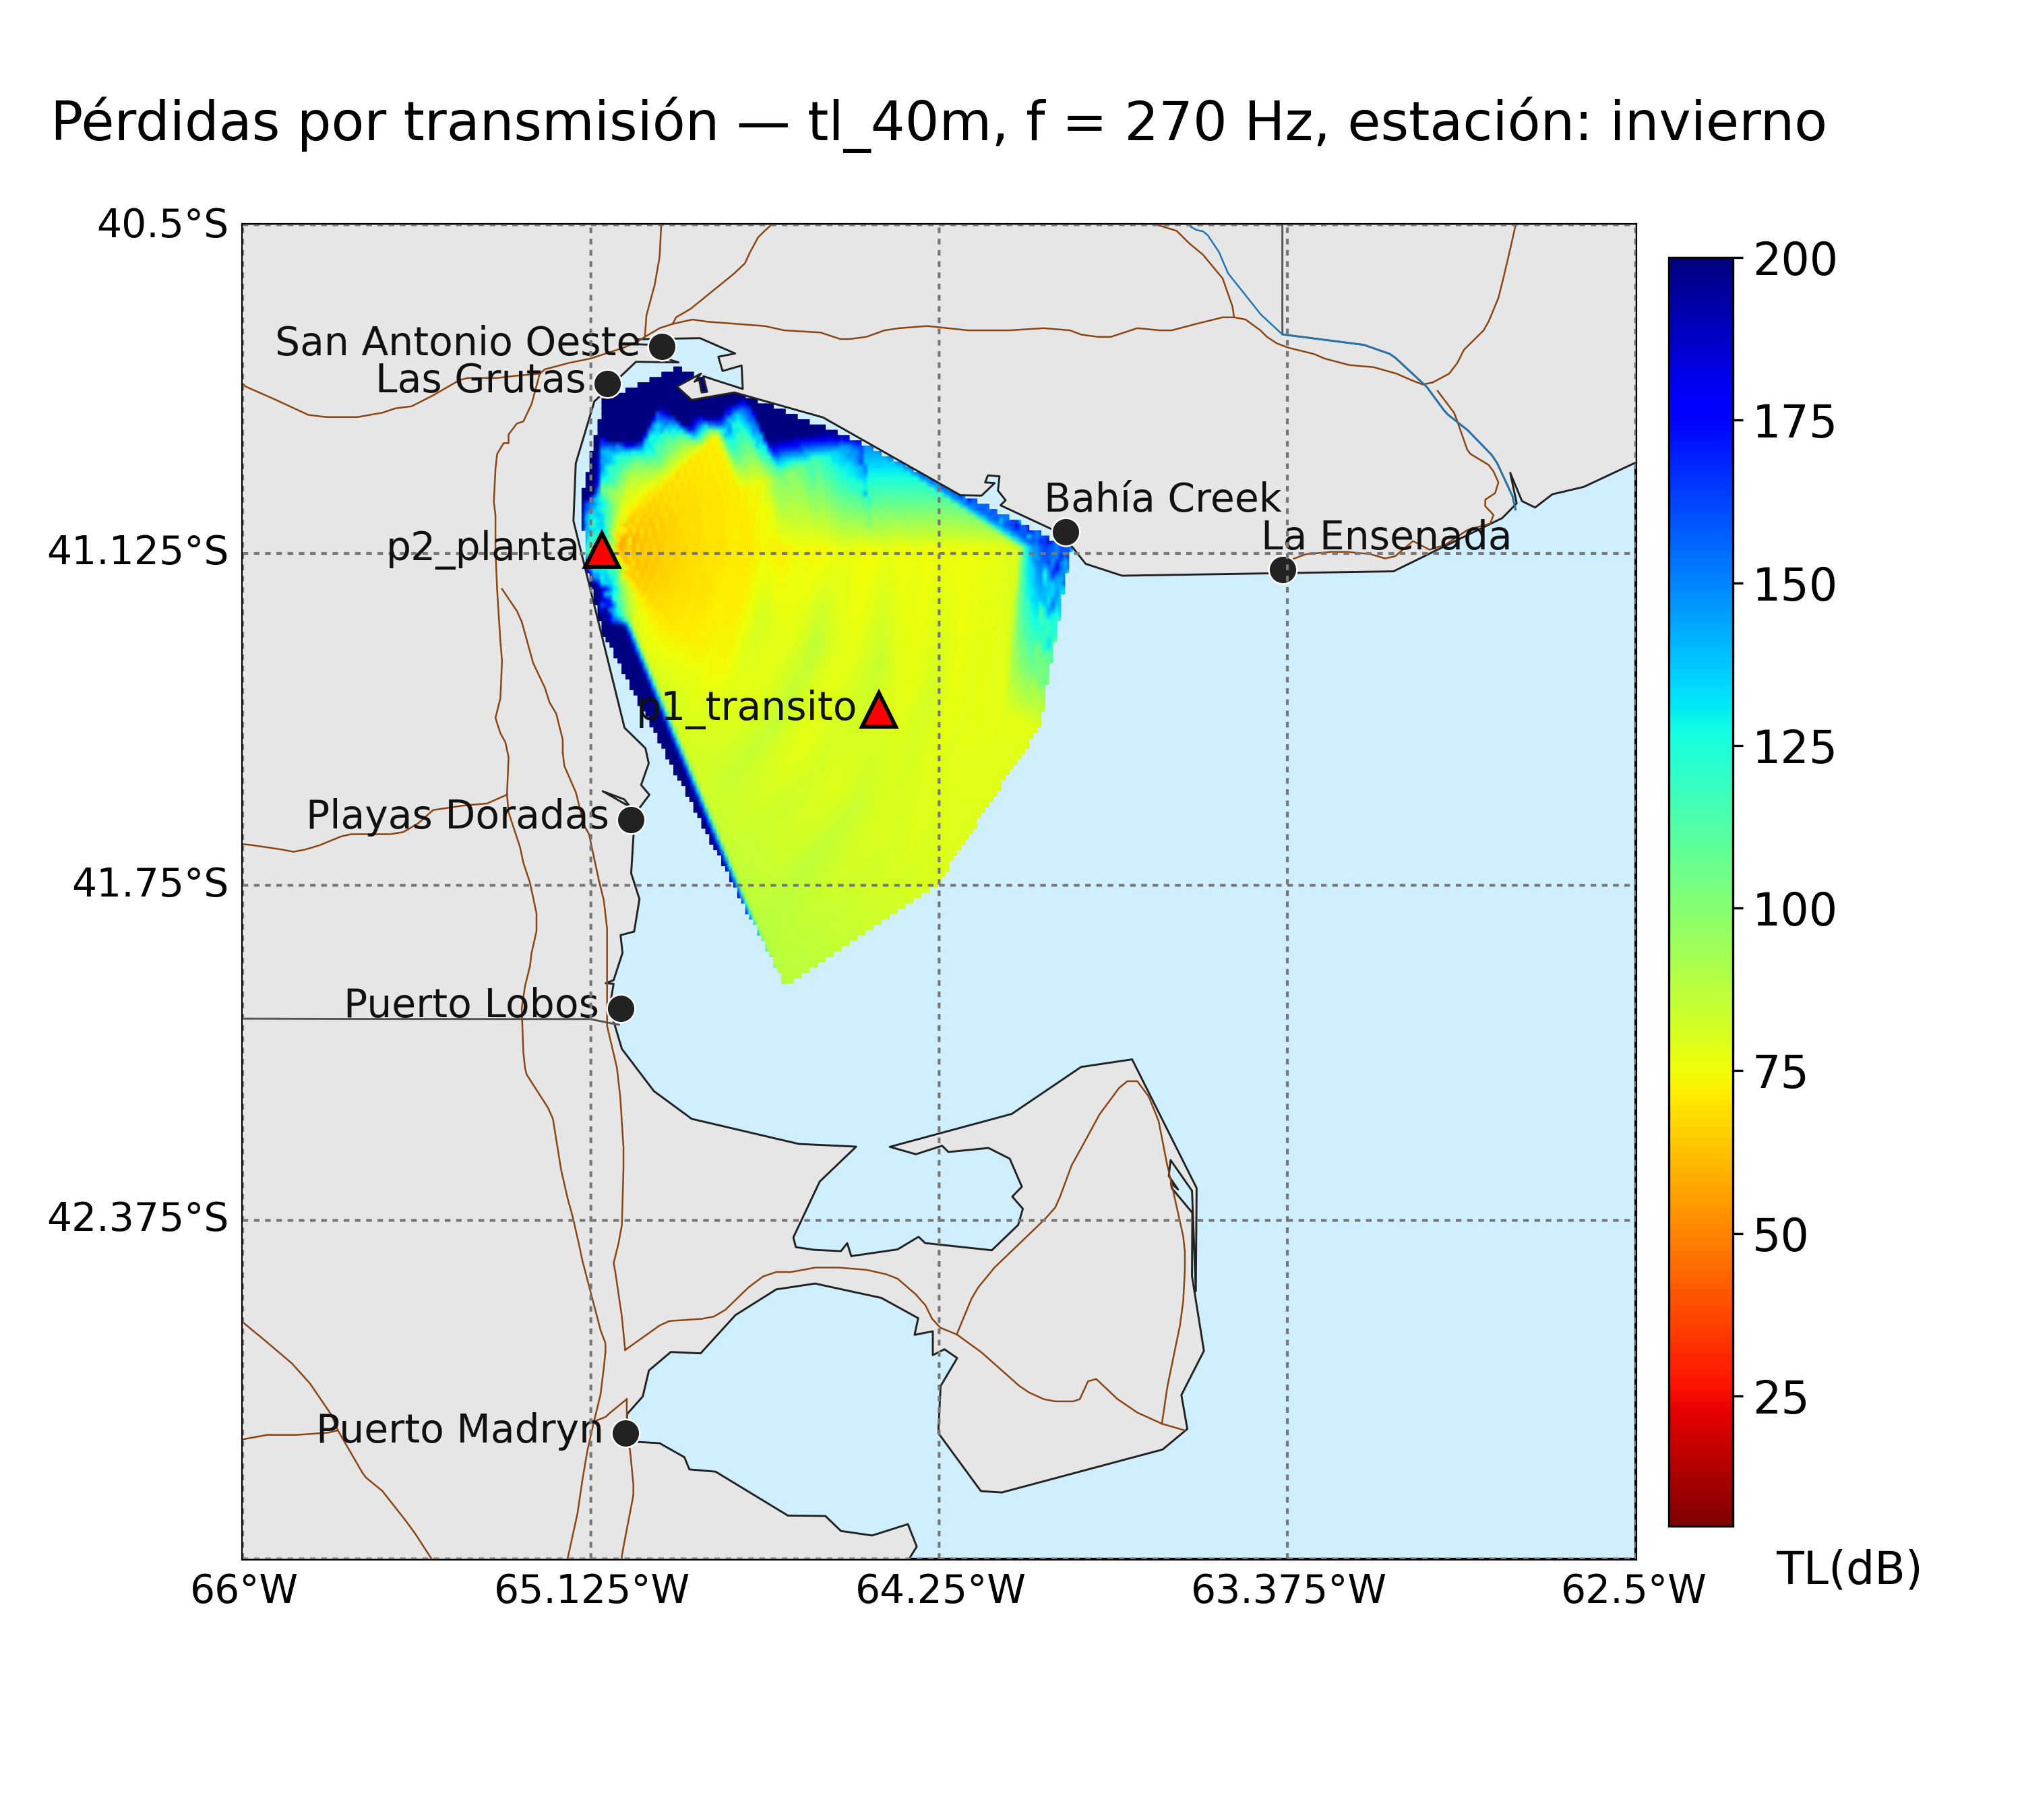 Pérdidas por transmisión — tl_40m, f = 270 Hz, estación: invierno
40.5°S
200
San Antonio Oeste
Las Grutas
175
Bahía Creek
La Ensenada
p2_planta
41.125°S
150
p1_transito
125
Playas Doradas
41.75°S
100
Puerto Lobos
75
42.375°S
50
25
Puerto Madryn
TL(dB)
66°W
65.125°W
64.25°W
63.375°W
62.5°W